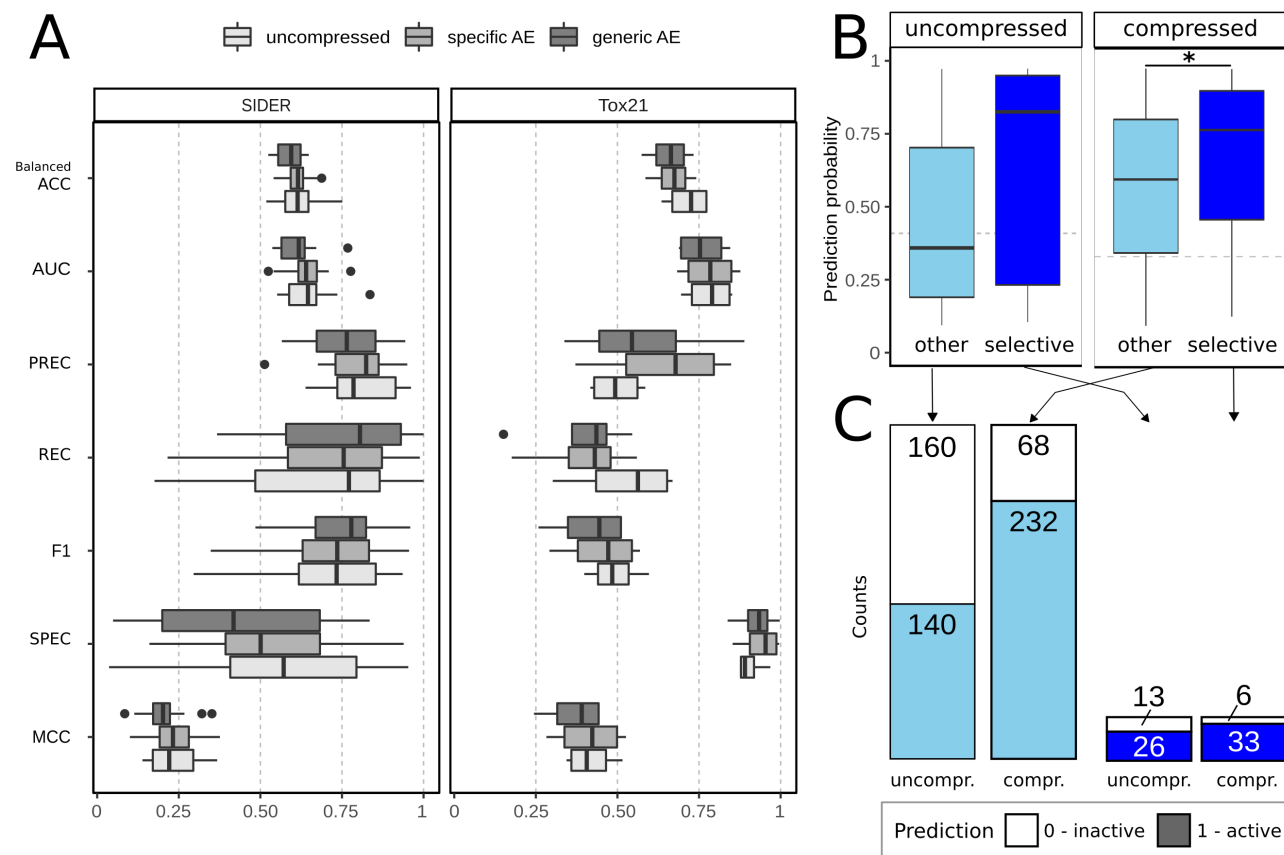 A
uncompressed specific AE generic AE
SIDER
Tox21
Balanced
ACC
AUC
PREC
REC
F1
SPEC
MCC
0 0.25 0.50 0.75 1
0 0.25 0.50 0.75 1
B
uncompressed compressed
Prediction probability
1
0.75
0.50
0.25
0
*
other selective other selective
C
Counts
160
140
68
232
13
26
6
33
uncompr. compr. uncompr. compr.
Prediction 0 - inactive 1 - active